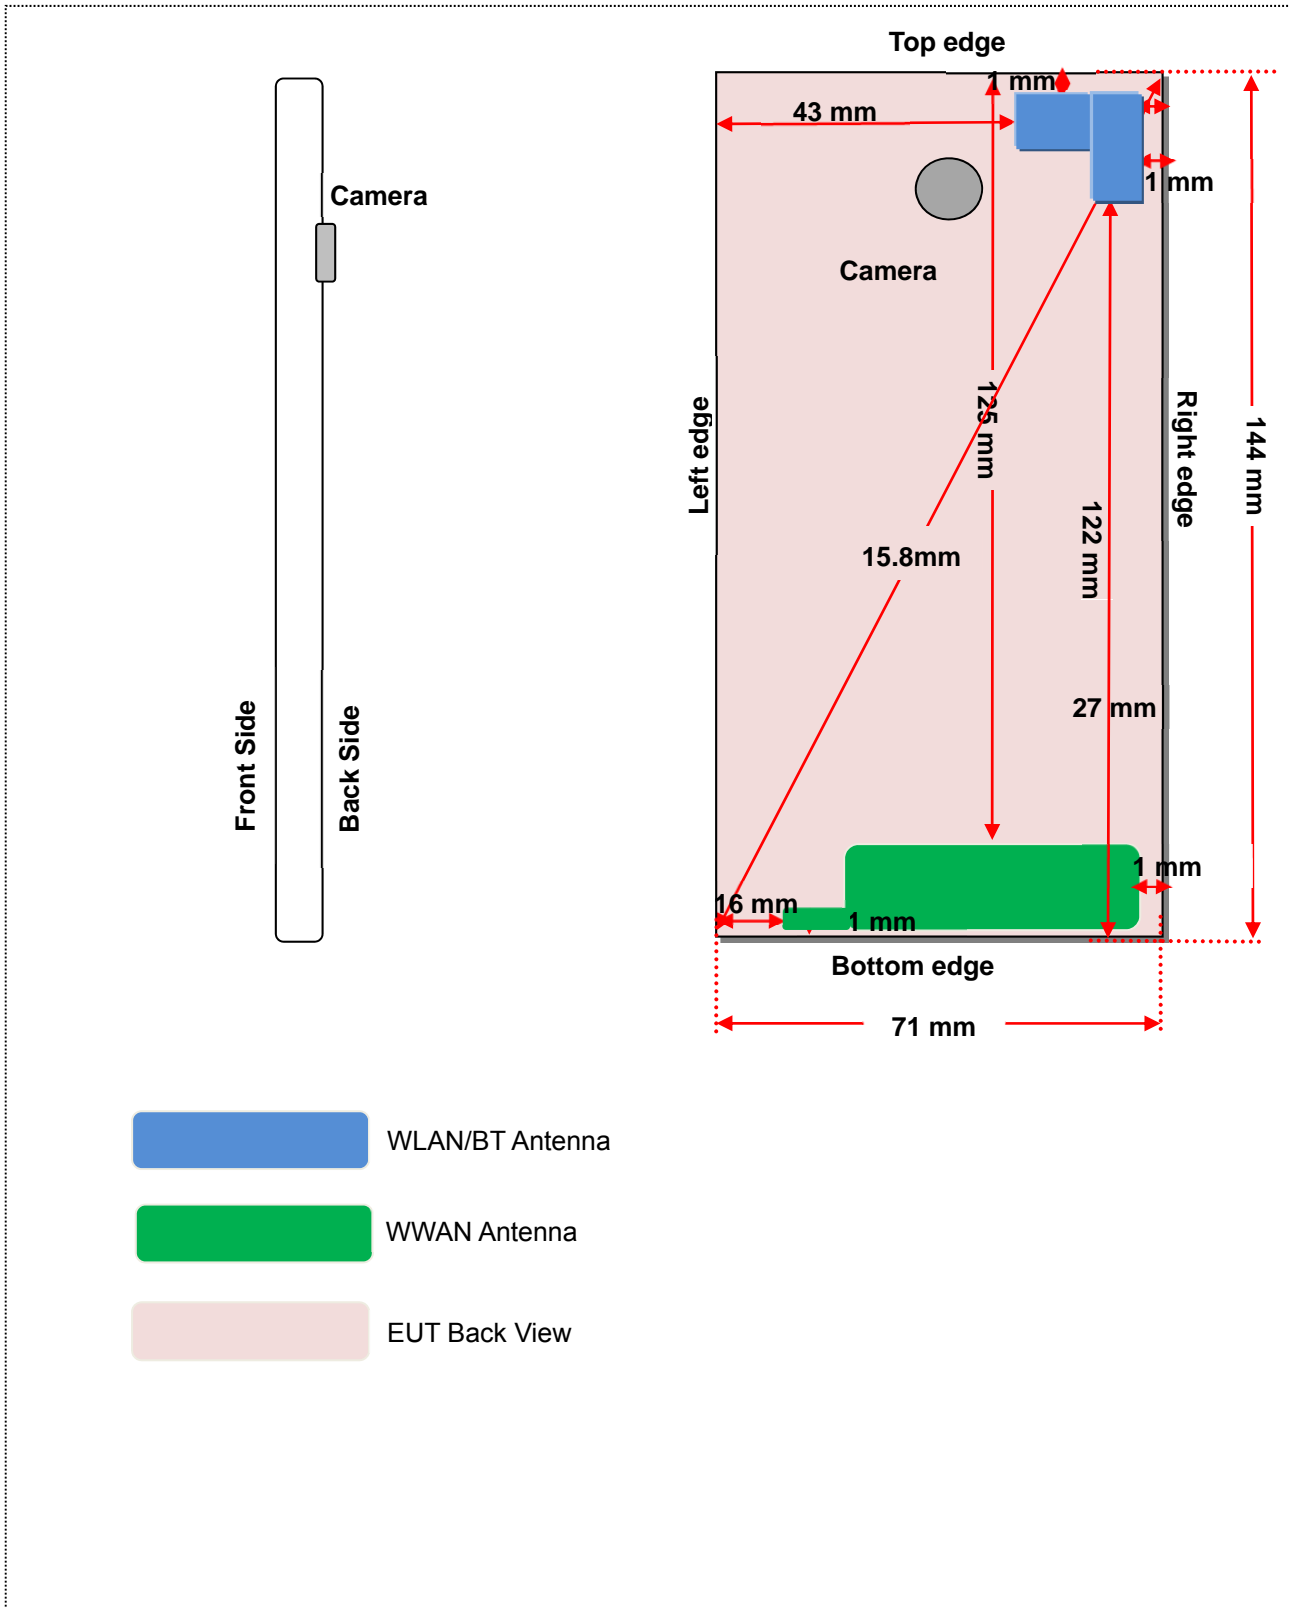 Top edge
1 mm
43 mm
Camera
1 mm
Camera
125 mm
Left edge
Right edge
144 mm
122 mm
15.8mm
27 mm
Front Side
Back Side
1 mm
16 mm
1 mm
Bottom edge
71 mm
WLAN/BT Antenna
WWAN Antenna
EUT Back View